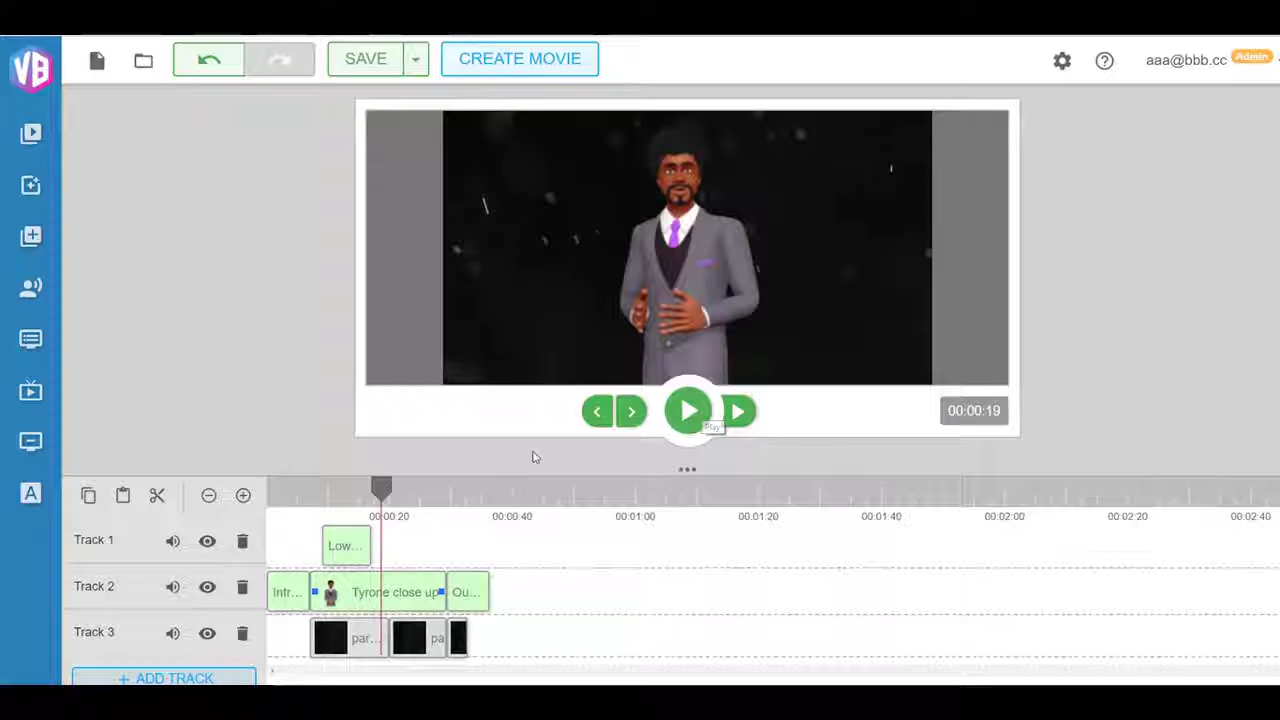 VB
SAVE
CREATE MOVIE
aaa@bbb.cc
Admin
00:00:19
Play
00:00:20
00:00:40
00:01:00
00:01:20
00:01:40
00:02:00
00:02:20
00:02:40
Track 1
Low...
Track 2
Intr...
Tyrone close up
Ou...
Track 3
par...
pa
+ ADD TRACK
A